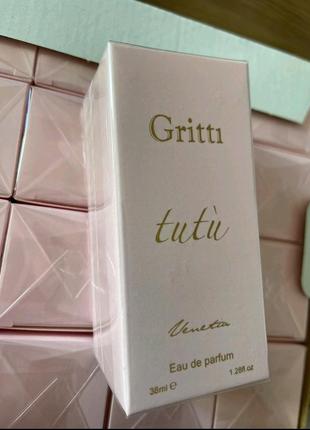 Gritti
tutù
Venetia
Eau de parfum
38ml e
1.28fl.oz